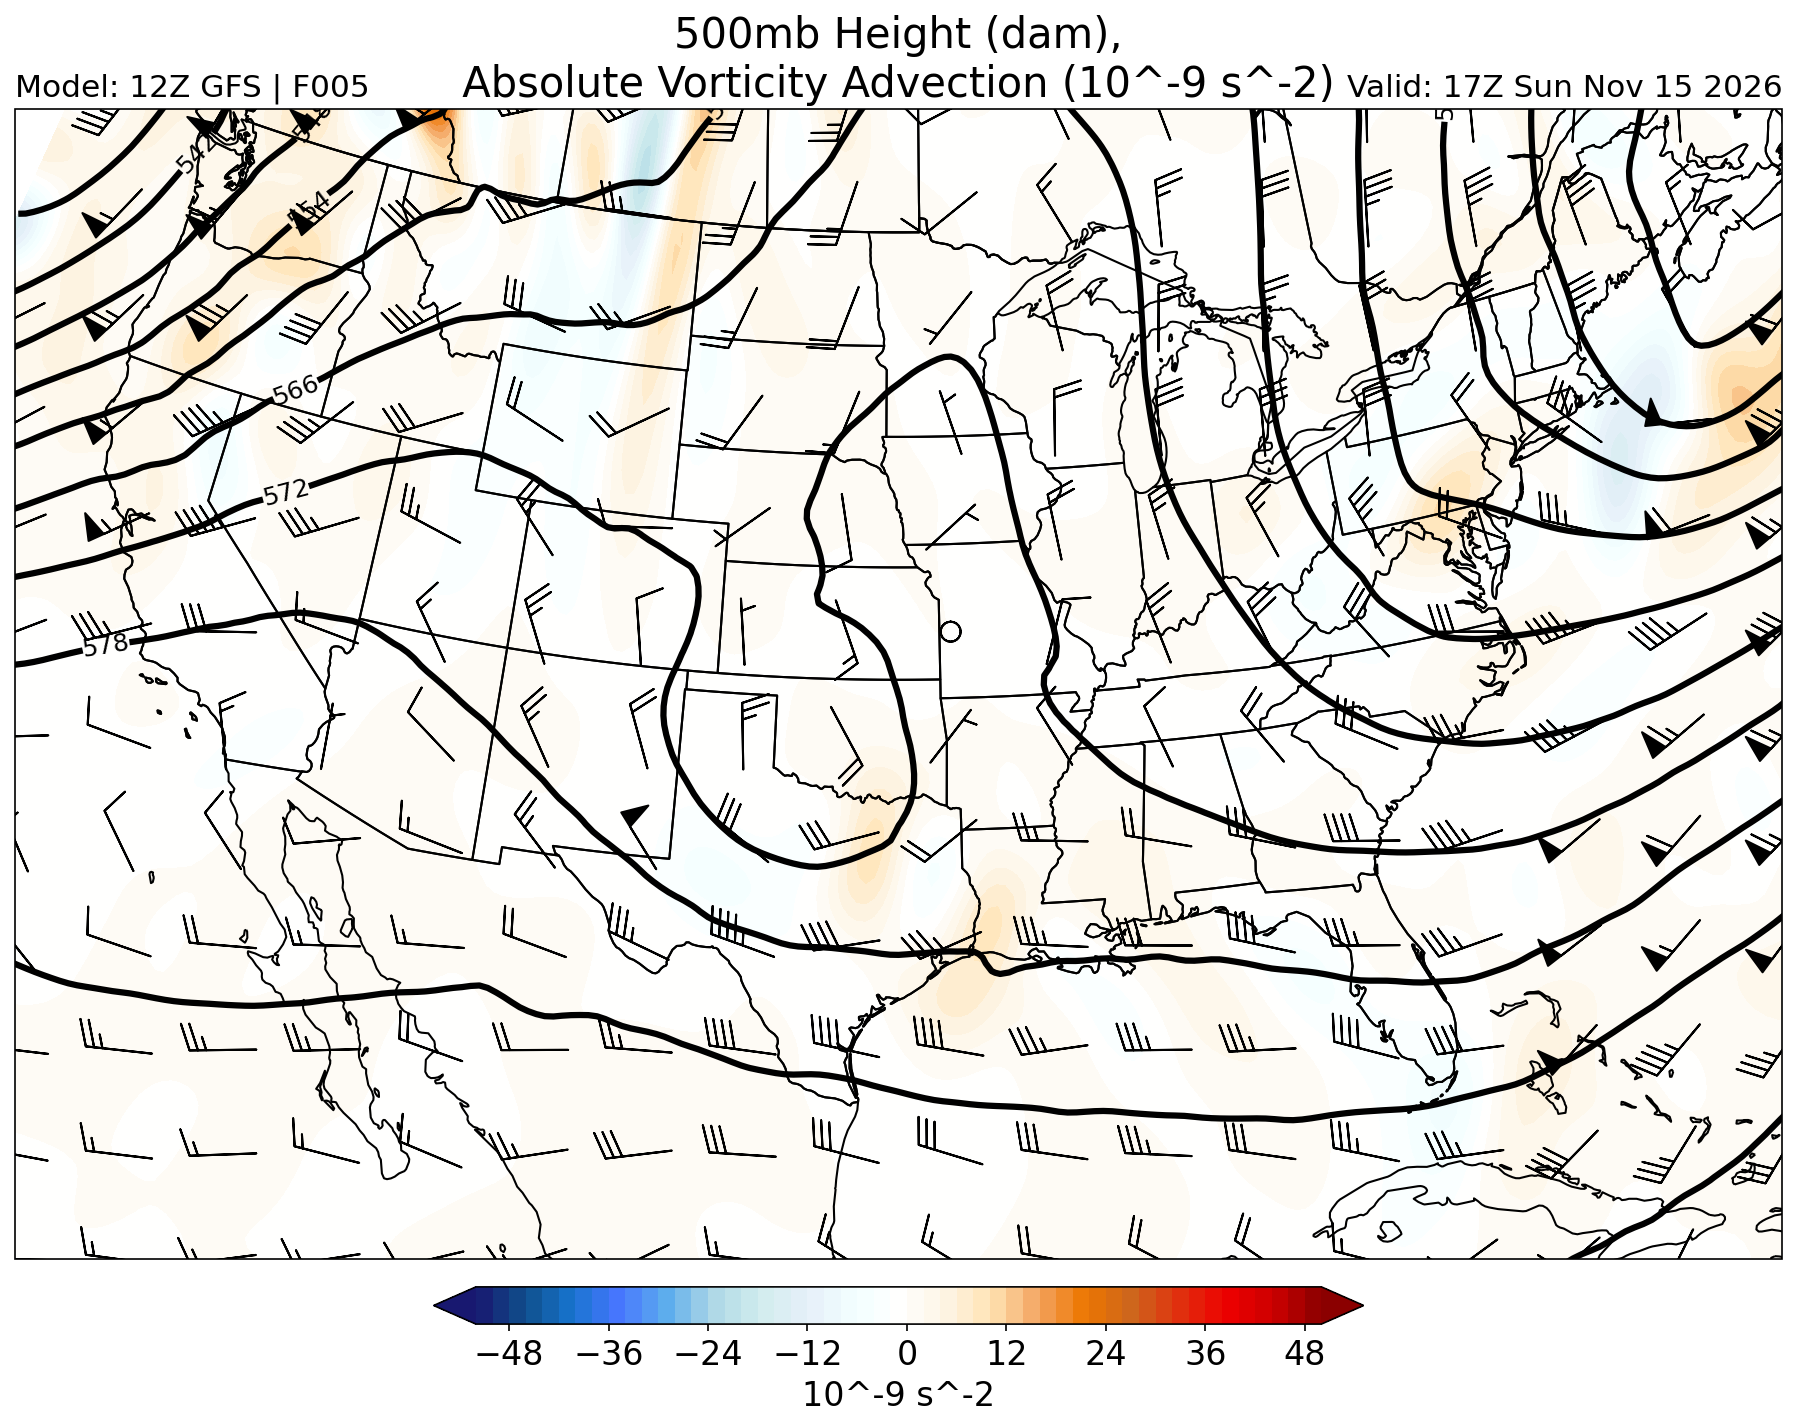 500mb Height (dam),
Model: 12Z GFS | F005
Absolute Vorticity Advection (10^-9 s^-2)
Valid: 17Z Sun Nov 15 2026
542
554
566
572
578
−48 −36 −24 −12 0 12 24 36 48
10^-9 s^-2